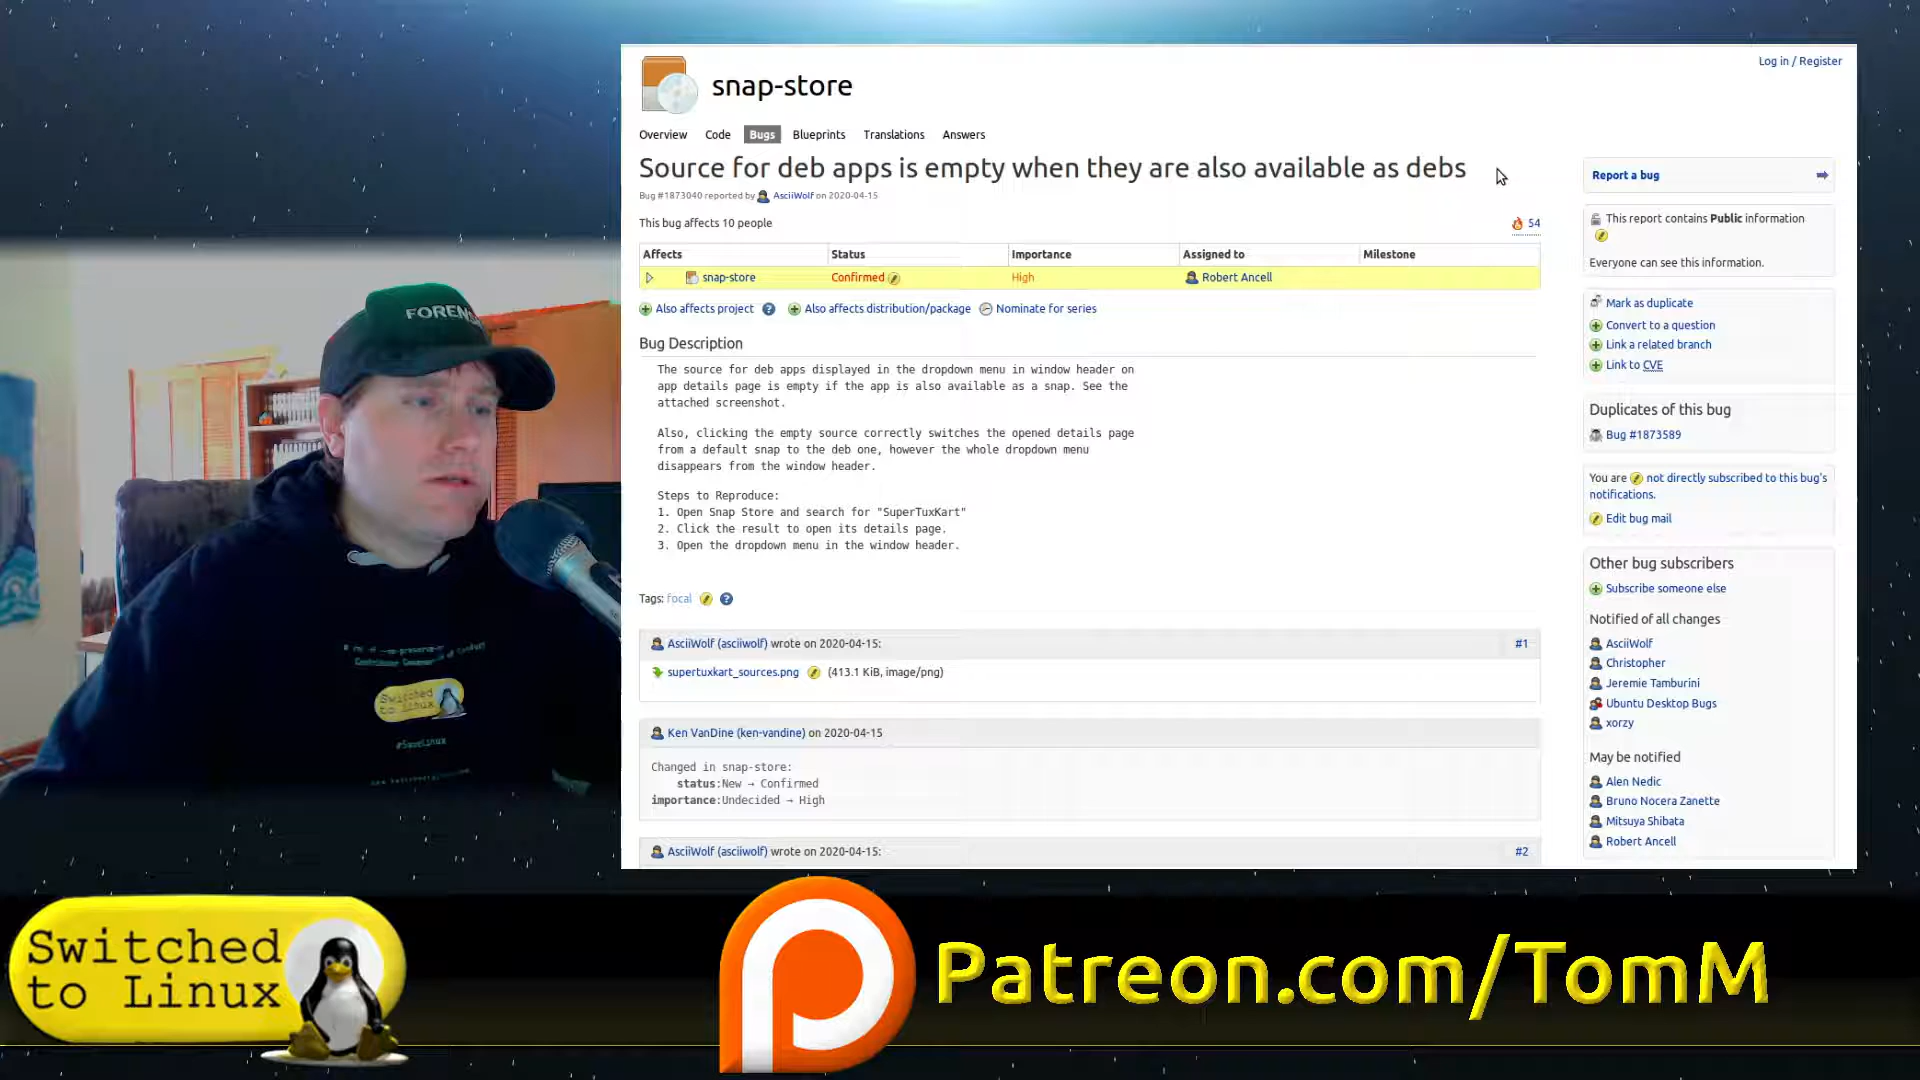 snap-store
Log in / Register
Overview Code Bugs Blueprints Translations Answers
Source for deb apps is empty when they are also available as debs
Bug #1873040 reported by AsciiWolf on 2020-04-15
This bug affects 10 people
54
Affects Status Importance Assigned to Milestone
snap-store Confirmed High Robert Ancell
Also affects project Also affects distribution/package Nominate for series
Bug Description
The source for deb apps displayed in the dropdown menu in window header on
app details page is empty if the app is also available as a snap. See the
attached screenshot.
Also, clicking the empty source correctly switches the opened details page
from a default snap to the deb one, however the whole dropdown menu
disappears from the window header.
Steps to Reproduce:
1. Open Snap Store and search for "SuperTuxKart"
2. Click the result to open its details page.
3. Open the dropdown menu in the window header.
Tags: focal
AsciiWolf (asciiwolf) wrote on 2020-04-15: #1
supertuxkart_sources.png (413.1 KiB, image/png)
Ken VanDine (ken-vandine) on 2020-04-15
Changed in snap-store:
status: New → Confirmed
importance: Undecided → High
AsciiWolf (asciiwolf) wrote on 2020-04-15: #2
Report a bug
This report contains Public information
Everyone can see this information.
Mark as duplicate
Convert to a question
Link a related branch
Link to CVE
Duplicates of this bug
Bug #1873589
You are not directly subscribed to this bug's
notifications.
Edit bug mail
Other bug subscribers
Subscribe someone else
Notified of all changes
AsciiWolf
Christopher
Jeremie Tamburini
Ubuntu Desktop Bugs
xorzy
May be notified
Alen Nedic
Bruno Nocera Zanette
Mitsuya Shibata
Robert Ancell
Switched
to Linux
#SaveLinux
Switched
to Linux
Patreon.com/TomM